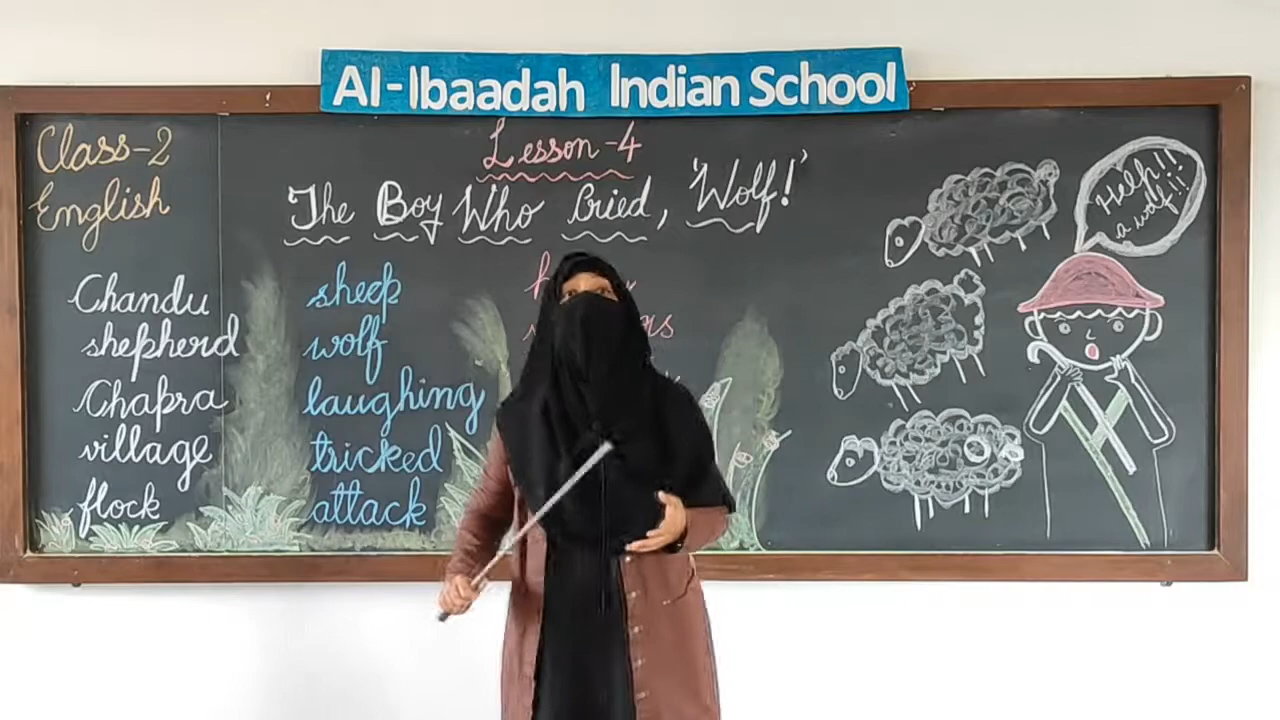 Al-Ibaadah Indian School
Class-2
English
Lesson-4
The Boy Who Cried, 'Wolf!'
Chandu
shepherd
Chapra
village
flock
sheep
wolf
laughing
tricked
attack
Help!!
a wolf!!